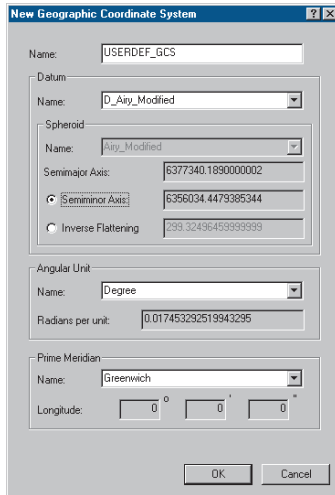 New Geographic Coordinate System
Name: USERDEF_GCS
Datum
Name: D_Airy_Modified
Spheroid
Name: Airy_Modified
Semimajor Axis: 6377340.1890000002
Semiminor Axis: 6356034.4479385344
Inverse Flattening 299.32496459999999
Angular Unit
Name: Degree
Radians per unit: 0.017453292519943295
Prime Meridian
Name: Greenwich
Longitude: 0 ° 0 ' 0 "
OK Cancel